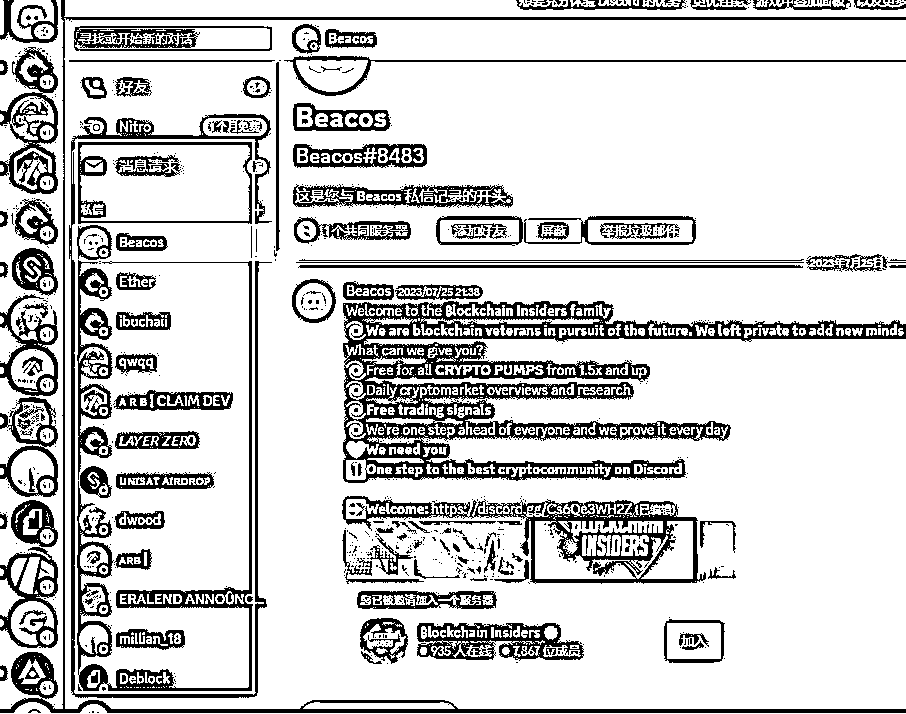 寻找或开始新的对话
Beacos
好友
Nitro
1个月免费
消息请求
私信
Beacos
Ether
ibuchaii
qwqq
ARB | CLAIM DEV
LAYER ZERO
UNISAT AIRDROP
dwood
ARB |
ERALEND ANNOUNC...
millian_18
Deblock
Beacos
Beacos#8483
这是您与 Beacos 私信记录的开头。
1个共同服务器
添加好友
屏蔽
举报垃圾邮件
2023年7月25日
Beacos 2023/07/25 21:38
Welcome to the Blockchain Insiders family
We are blockchain veterans in pursuit of the future. We left private to add new minds
What can we give you?
Free for all CRYPTO PUMPS from 1.5x and up
Daily cryptomarket overviews and research
Free trading signals
We're one step ahead of everyone and we prove it every day
We need you
One step to the best cryptocommunity on Discord
Welcome: https://discord.gg/Cs6Qe3WH2Z (已编辑)
BLOCKCHAIN
INSIDERS
您已被邀请加入一个服务器
Blockchain Insiders
935 人在线 7,867 位成员
加入